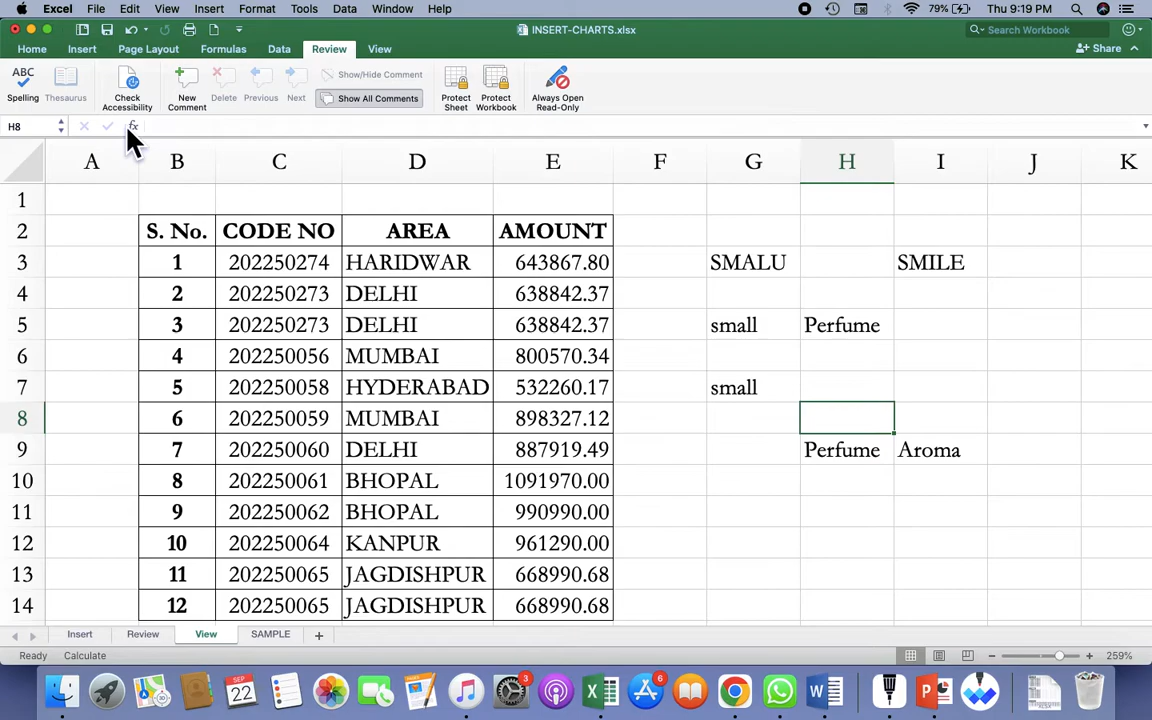 Excel File Edit View Insert Format Tools Data Window Help 79% Thu 9:19 PM
INSERT-CHARTS.xlsx Search Workbook
Home Insert Page Layout Formulas Data Review View Share
ABC Show/Hide Comment
Spelling Thesaurus Check Accessibility New Comment Delete Previous Next Show All Comments Protect Sheet Protect Workbook Always Open Read-Only
H8 fx
A B C D E F G H I J K
1
2 S. No. CODE NO AREA AMOUNT
3 1 202250274 HARIDWAR 643867.80 SMALU SMILE
4 2 202250273 DELHI 638842.37
5 3 202250273 DELHI 638842.37 small Perfume
6 4 202250056 MUMBAI 800570.34
7 5 202250058 HYDERABAD 532260.17 small
8 6 202250059 MUMBAI 898327.12
9 7 202250060 DELHI 887919.49 Perfume Aroma
10 8 202250061 BHOPAL 1091970.00
11 9 202250062 BHOPAL 990990.00
12 10 202250064 KANPUR 961290.00
13 11 202250065 JAGDISHPUR 668990.68
14 12 202250065 JAGDISHPUR 668990.68
Insert Review View SAMPLE
Ready Calculate 259%
SEP 3 6
22